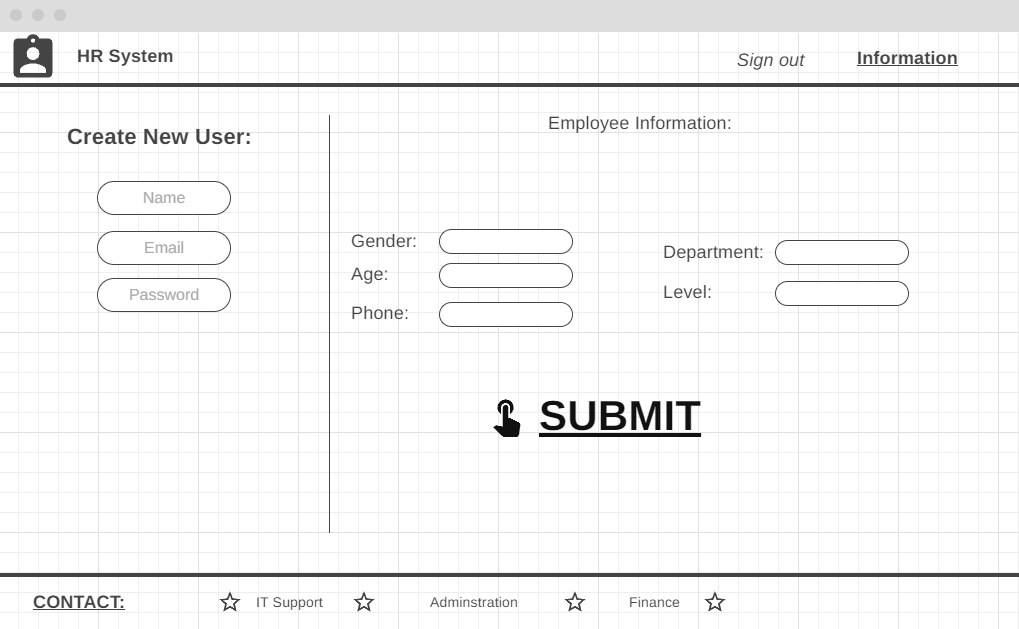 HR System
Sign out
Information
Create New User:
Name
Email
Password
Employee Information:
Gender:
Age:
Phone:
Department:
Level:
SUBMIT
CONTACT:
IT Support
Adminstration
Finance